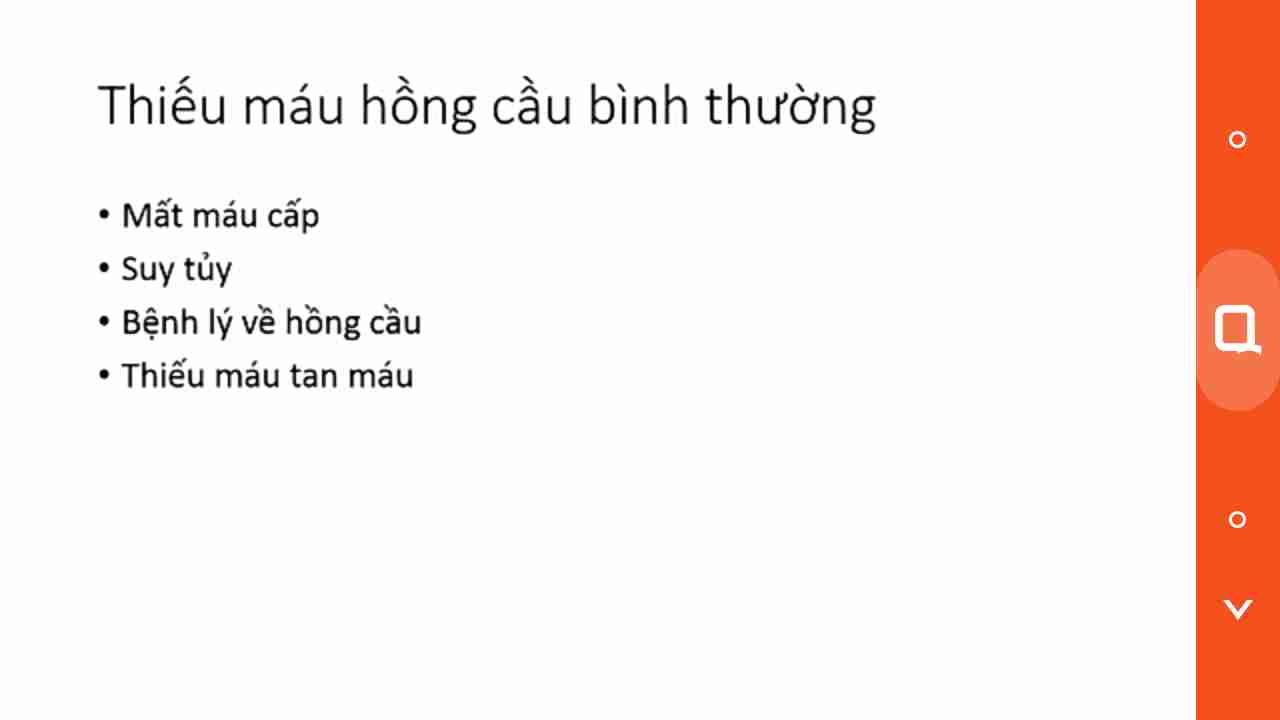 Thiếu máu hồng cầu bình thường
• Mất máu cấp
• Suy tủy
• Bệnh lý về hồng cầu
• Thiếu máu tan máu